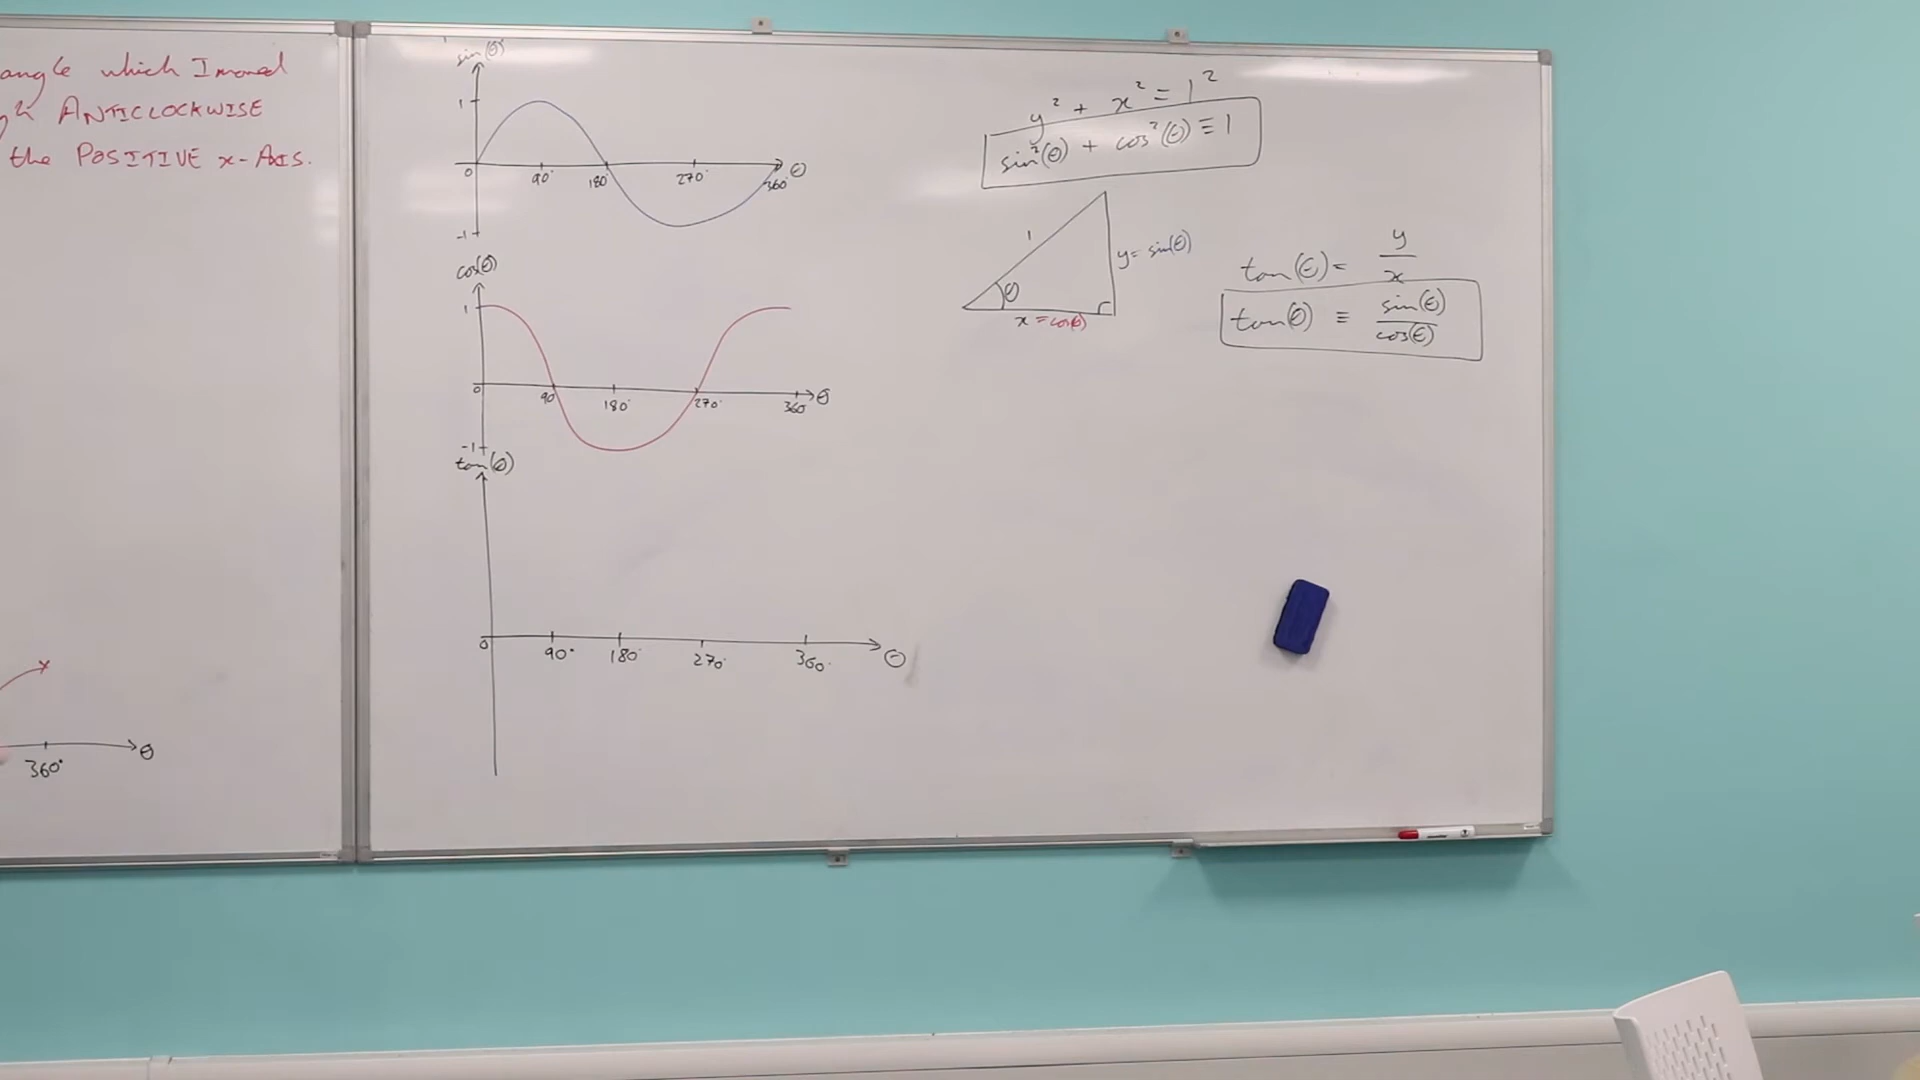 angle which I moved
ANTICLOCKWISE
the POSITIVE x-AXIS.
360°
θ
sin(θ)
1
0
90°
180°
270°
360°
θ
-1
cos(θ)
1
0
90
180°
270°
360°
θ
-1
tan(θ)
0
90°
180°
270°
360°
θ
y² + x² = 1²
sin²(θ) + cos²(θ) ≡ 1
1
θ
y = sin(θ)
x = cos(θ)
tan(θ) = y/x
tan(θ) ≡ sin(θ)/cos(θ)